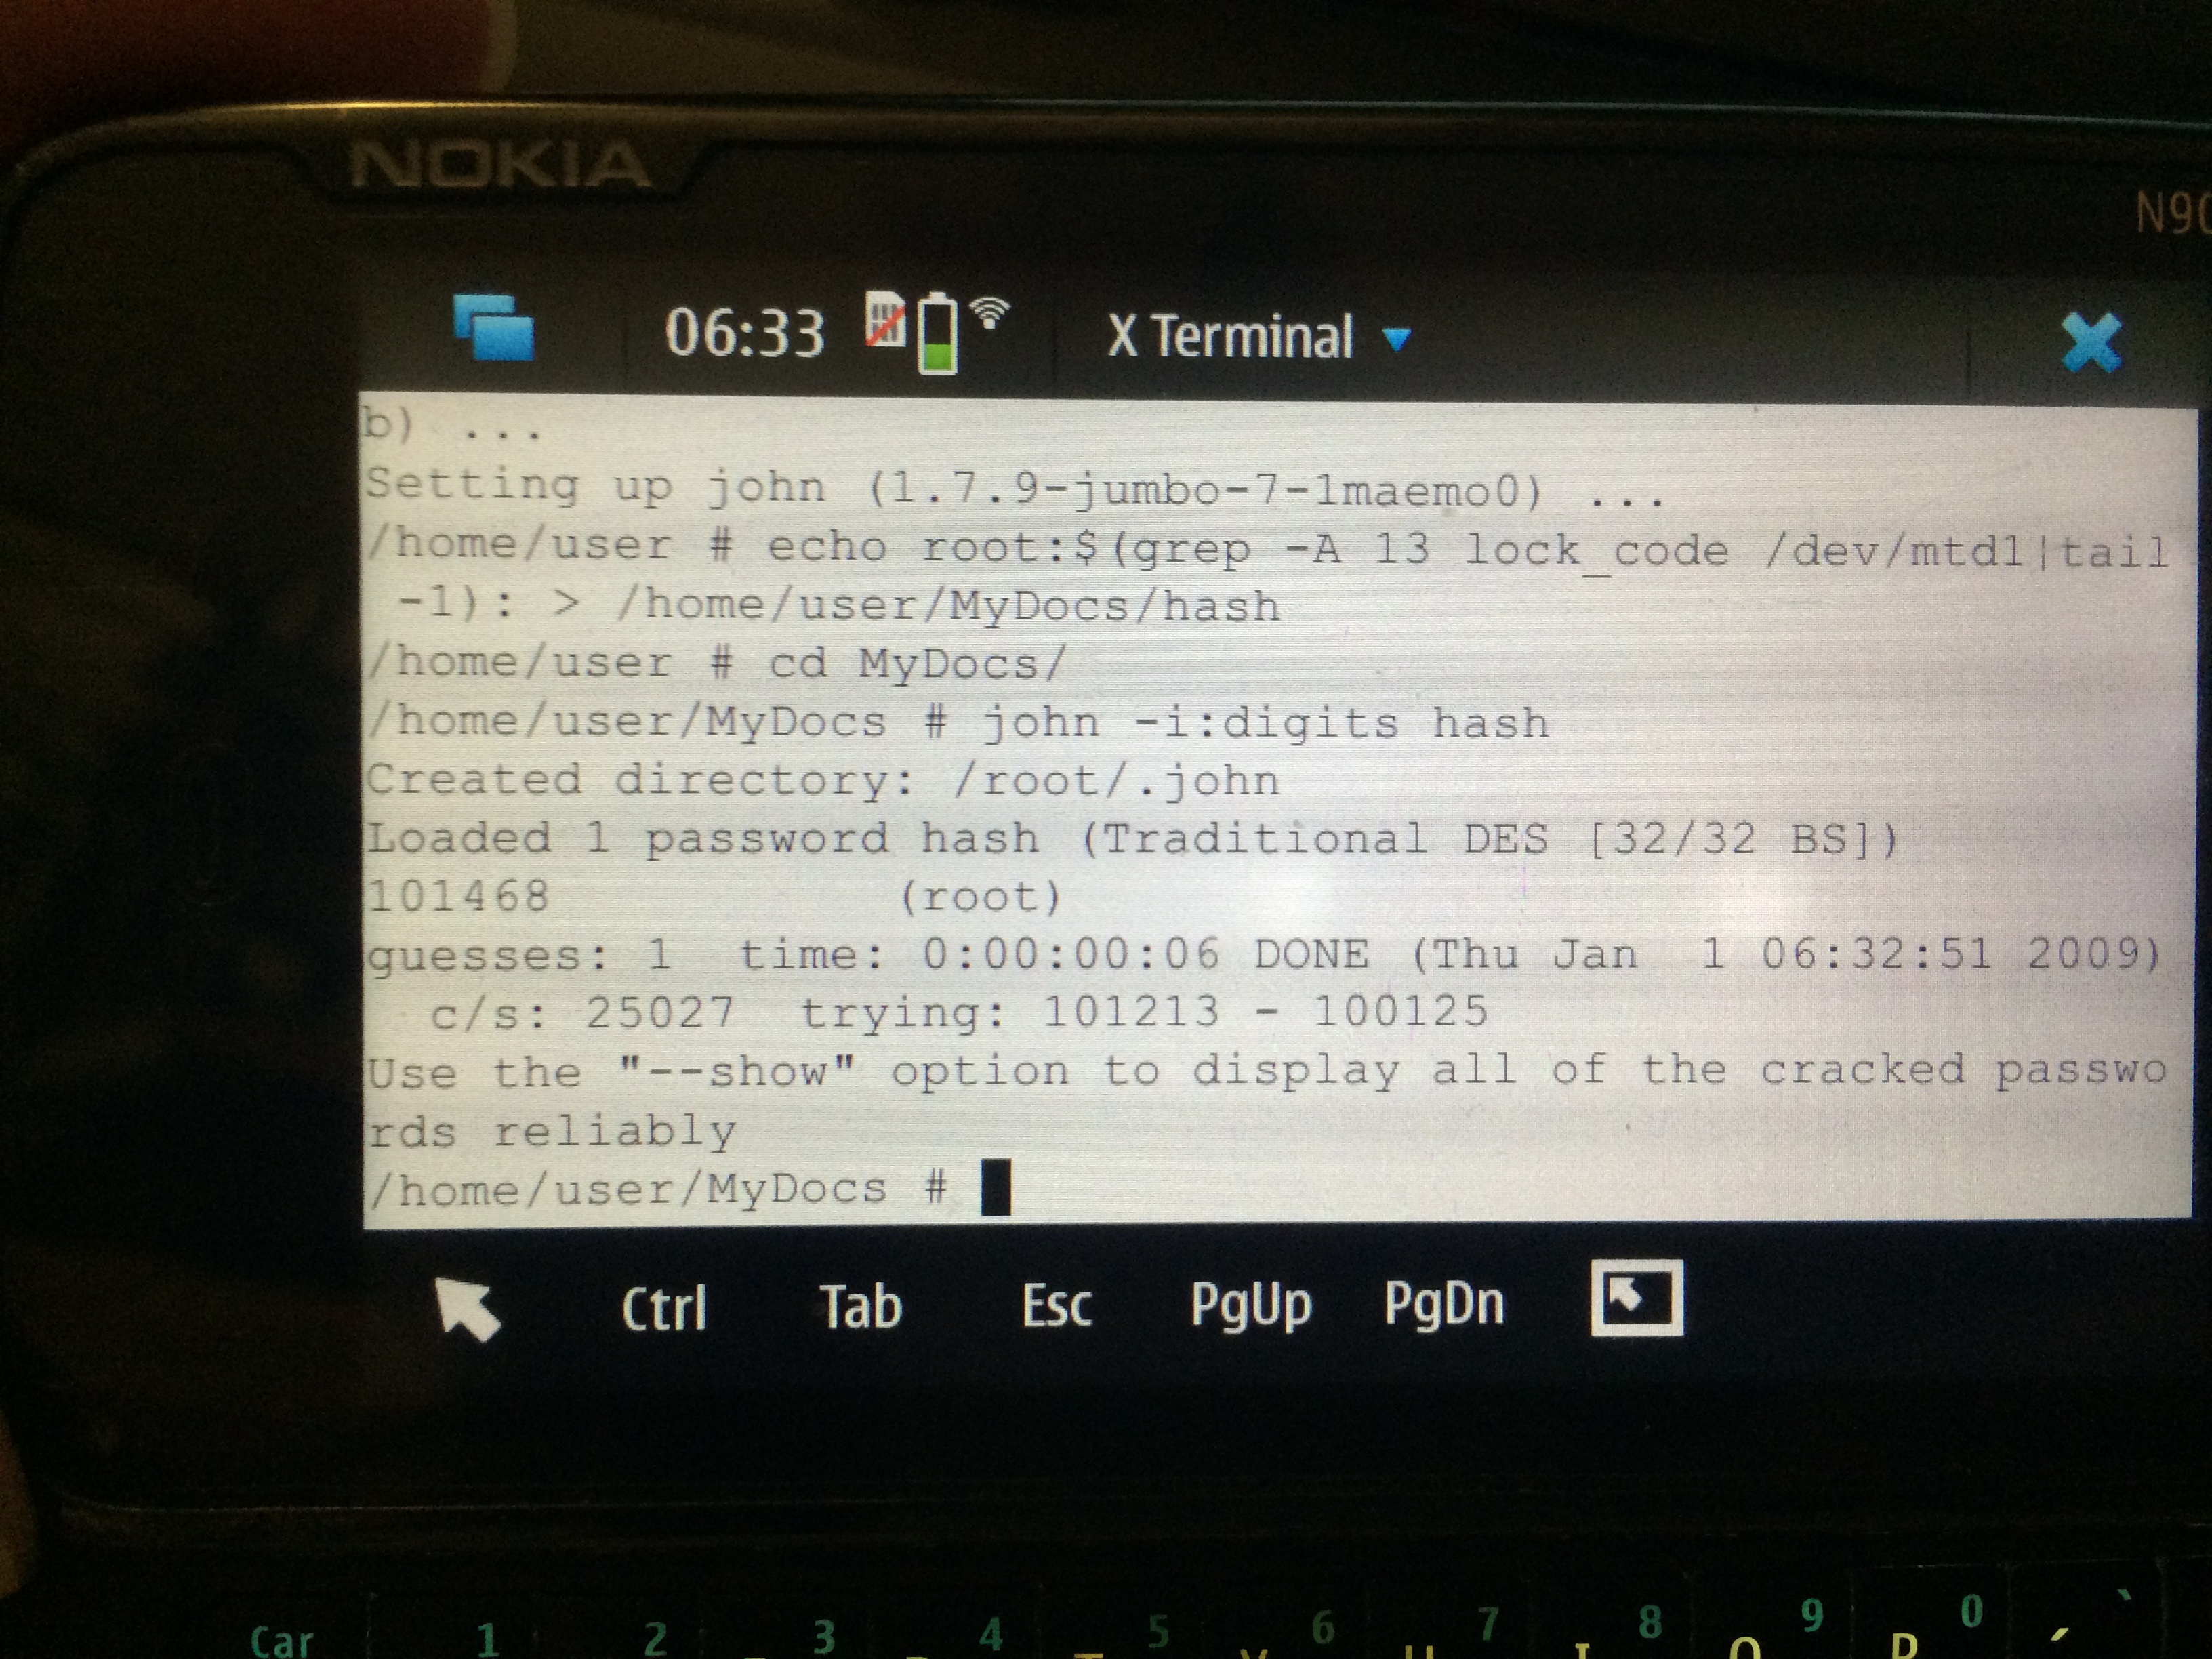 NOKIA
N90
06:33 X Terminal
b) ...
Setting up john (1.7.9-jumbo-7-1maemo0) ...
/home/user # echo root:$(grep -A 13 lock_code /dev/mtd1|tail
-1): > /home/user/MyDocs/hash
/home/user # cd MyDocs/
/home/user/MyDocs # john -i:digits hash
Created directory: /root/.john
Loaded 1 password hash (Traditional DES [32/32 BS])
101468 (root)
guesses: 1 time: 0:00:00:06 DONE (Thu Jan 1 06:32:51 2009)
c/s: 25027 trying: 101213 - 100125
Use the "--show" option to display all of the cracked passwo
rds reliably
/home/user/MyDocs #
Ctrl Tab Esc PgUp PgDn
Car 1 2 3 4 5 6 7 8 9 0